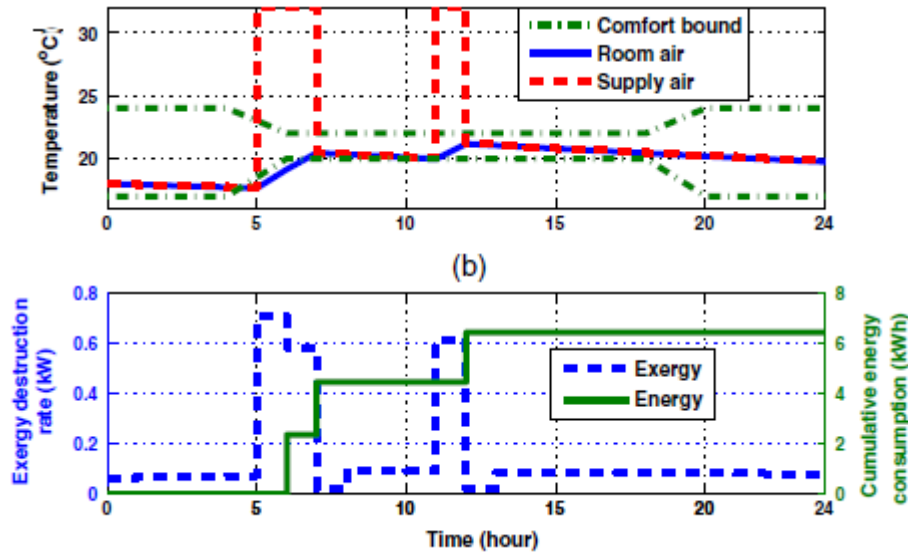 Temperature (°C)
30
25
20
Comfort bound
Room air
Supply air
0 5 10 15 20 24
(b)
Exergy destruction
rate (kW)
0.8
0.6
0.4
0.2
0
Exergy
Energy
8
6
4
2
0
Cumulative energy
consumption (kWh)
0 5 10 15 20 24
Time (hour)